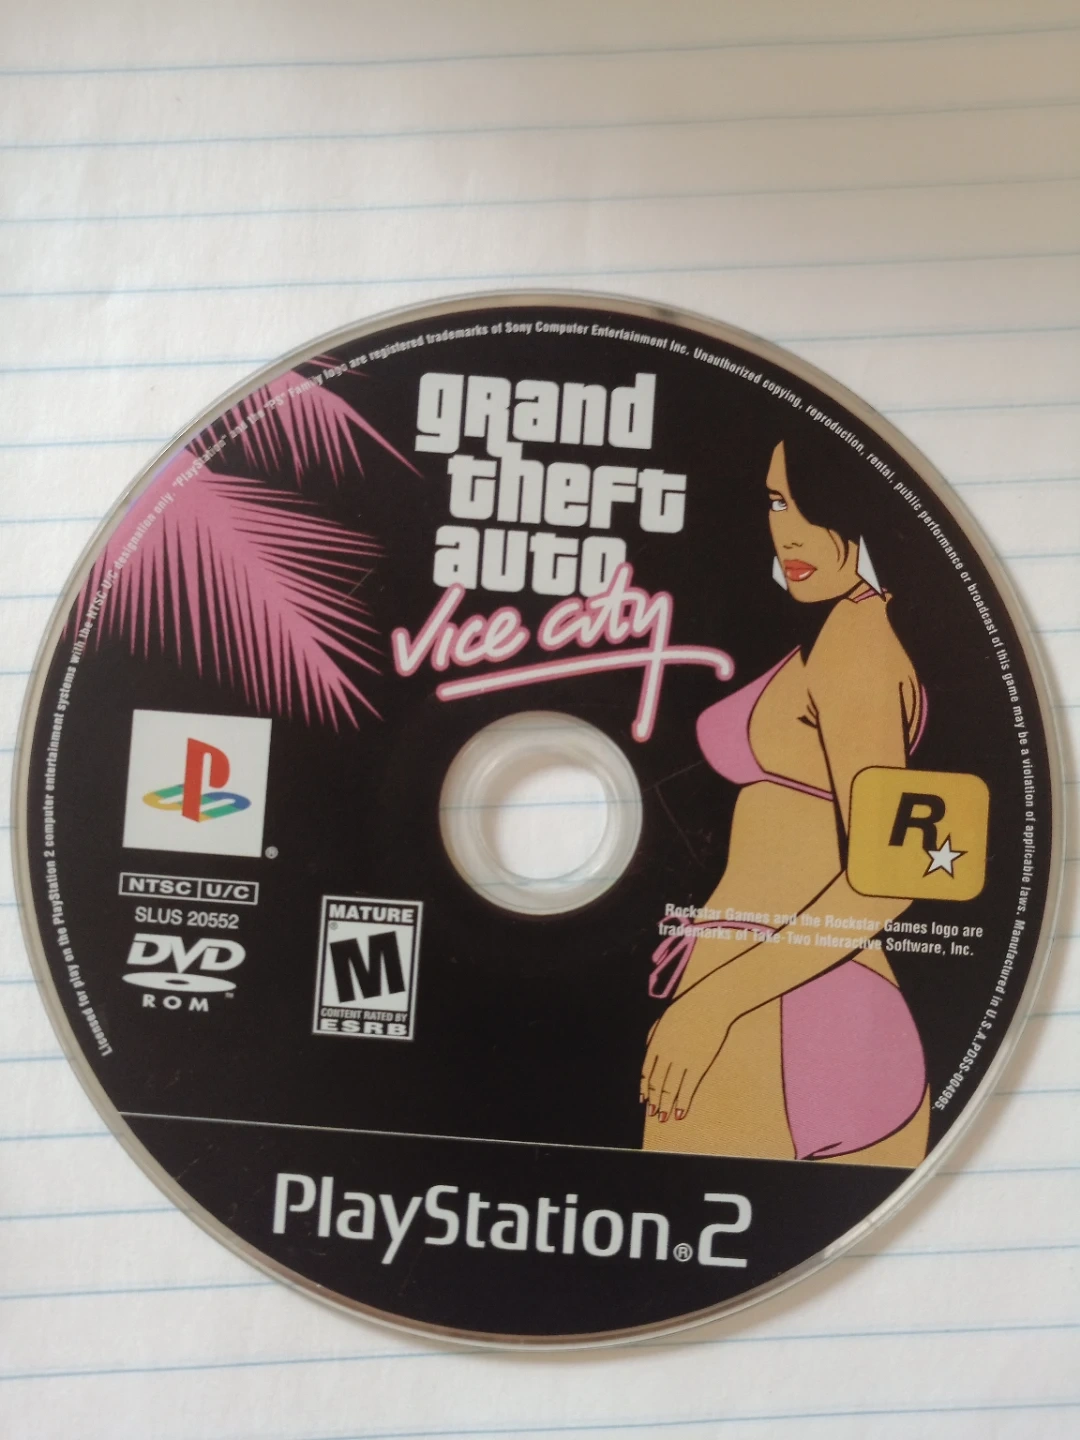 Licensed for play on the PlayStation 2 computer entertainment systems with the NTSC U/C designation only. "PlayStation" and the "PS" Family logo are registered trademarks of Sony Computer Entertainment Inc. Unauthorized copying, reproduction, rental, public performance or broadcast of this game may be a violation of applicable laws. Manufactured in U.S.A. PDSS-004995.
grand
theft
auto
Vice City
R
®
NTSC U/C
SLUS 20552
DVD
ROM ™
MATURE
®
M
CONTENT RATED BY
ESRB
Rockstar Games and the Rockstar Games logo are
trademarks of Take-Two Interactive Software, Inc.
PlayStation®2